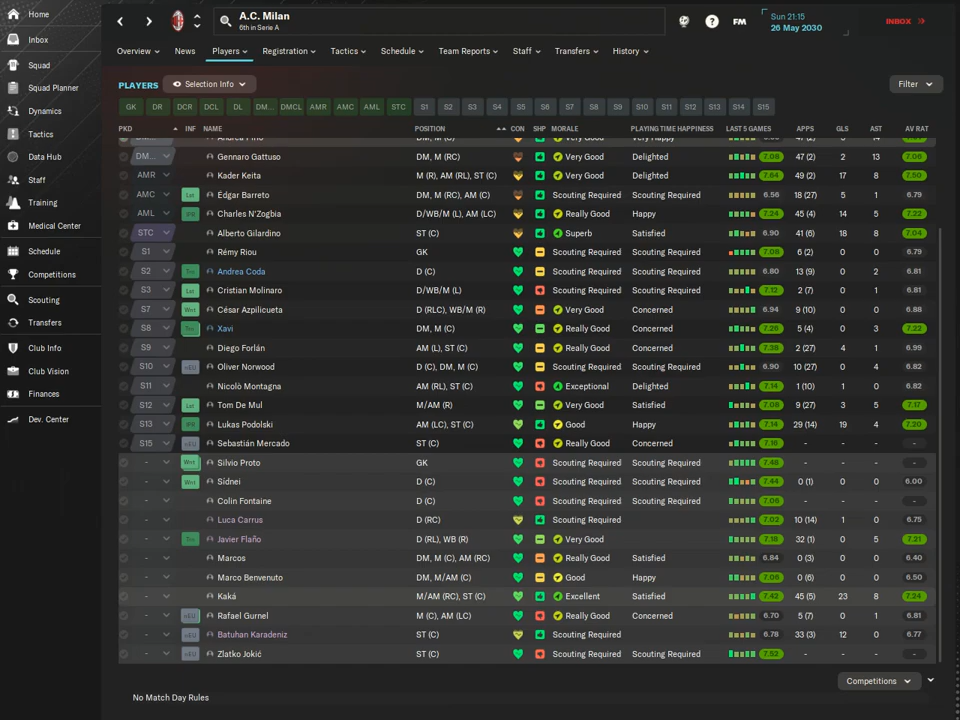 Home
A.C. Milan
6th in Serie A
? FM
Sun 21:15
26 May 2030
INBOX
Inbox
Overview News Players Registration Tactics Schedule Team Reports Staff Transfers History
Squad
Squad Planner
PLAYERS Selection Info Filter
Dynamics
GK DR DCR DCL DL DM... DMCL AMR AMC AML STC S1 S2 S3 S4 S5 S6 S7 S8 S9 S10 S11 S12 S13 S14 S15
Tactics
PKD INF NAME POSITION CON SHP MORALE PLAYING TIME HAPPINESS LAST 5 GAMES APPS GLS AST AV RAT
Data Hub
DM... Gennaro Gattuso DM, M (RC) Very Good Delighted 7.08 47 (2) 2 13 7.06
Staff
AMR Kader Keita M (R), AM (RL), ST (C) Very Good Delighted 7.64 49 (2) 17 8 7.50
Training
AMC Lst Édgar Barreto DM, M (RC), AM (C) Scouting Required Scouting Required 6.56 18 (27) 5 1 6.79
Medical Center
AML IPR Charles N'Zogbia D/WB/M (L), AM (LC) Really Good Happy 7.24 45 (4) 14 5 7.22
STC Alberto Gilardino ST (C) Superb Satisfied 6.90 41 (6) 18 8 7.04
Schedule
S1 Rémy Riou GK Scouting Required Scouting Required 7.08 6 (2) 0 0 6.79
Competitions
S2 Trn Andrea Coda D (C) Scouting Required Scouting Required 6.80 13 (9) 0 2 6.81
S3 Lst Cristian Molinaro D/WB/M (L) Scouting Required Scouting Required 7.12 2 (7) 0 0 6.81
Scouting
S7 Wnt César Azpilicueta D (RLC), WB/M (R) Very Good Concerned 6.94 9 (10) 0 0 6.88
Transfers
S8 Trn Xavi DM, M (C) Really Good Concerned 7.26 5 (4) 0 3 7.22
Club Info
S9 Diego Forlán AM (L), ST (C) Really Good Concerned 7.38 2 (27) 4 1 6.99
Club Vision
S10 nEU Oliver Norwood D (C), DM, M (C) Scouting Required Scouting Required 6.90 10 (27) 0 4 6.82
Finances
S11 Nicolò Montagna AM (RL), ST (C) Exceptional Delighted 7.14 1 (10) 1 0 6.82
S12 Lst Tom De Mul M/AM (R) Very Good Satisfied 7.08 9 (27) 3 5 7.17
Dev. Center
S13 IPR Lukas Podolski AM (LC), ST (C) Good Happy 7.14 29 (14) 19 4 7.20
S15 nEU Sebastián Mercado ST (C) Really Good Concerned 7.16 - - - -
- Wnt Silvio Proto GK Scouting Required Scouting Required 7.48 - - - -
- Wnt Sídnei D (C) Scouting Required Scouting Required 7.44 0 (1) 0 0 6.00
- Colin Fontaine D (C) Scouting Required Scouting Required 7.06 - - - -
- Luca Carrus D (RC) Scouting Required 7.02 10 (14) 1 0 6.75
- Trn Javier Flaño D (RL), WB (R) Very Good 7.18 32 (1) 0 5 7.21
- Marcos DM, M (C), AM (RC) Really Good Satisfied 6.84 0 (3) 0 0 6.40
- Marco Benvenuto DM, M/AM (C) Good Happy 7.06 0 (6) 0 0 6.50
- Kaká M/AM (RC), ST (C) Excellent Satisfied 7.42 45 (5) 23 8 7.24
- nEU Rafael Gurnel M (C), AM (LC) Really Good Concerned 6.70 5 (7) 0 1 6.81
- nEU Batuhan Karadeniz ST (C) Scouting Required 6.78 33 (3) 12 0 6.77
- nEU Zlatko Jokić ST (C) Scouting Required Scouting Required 7.52 - - - -
Competitions
No Match Day Rules